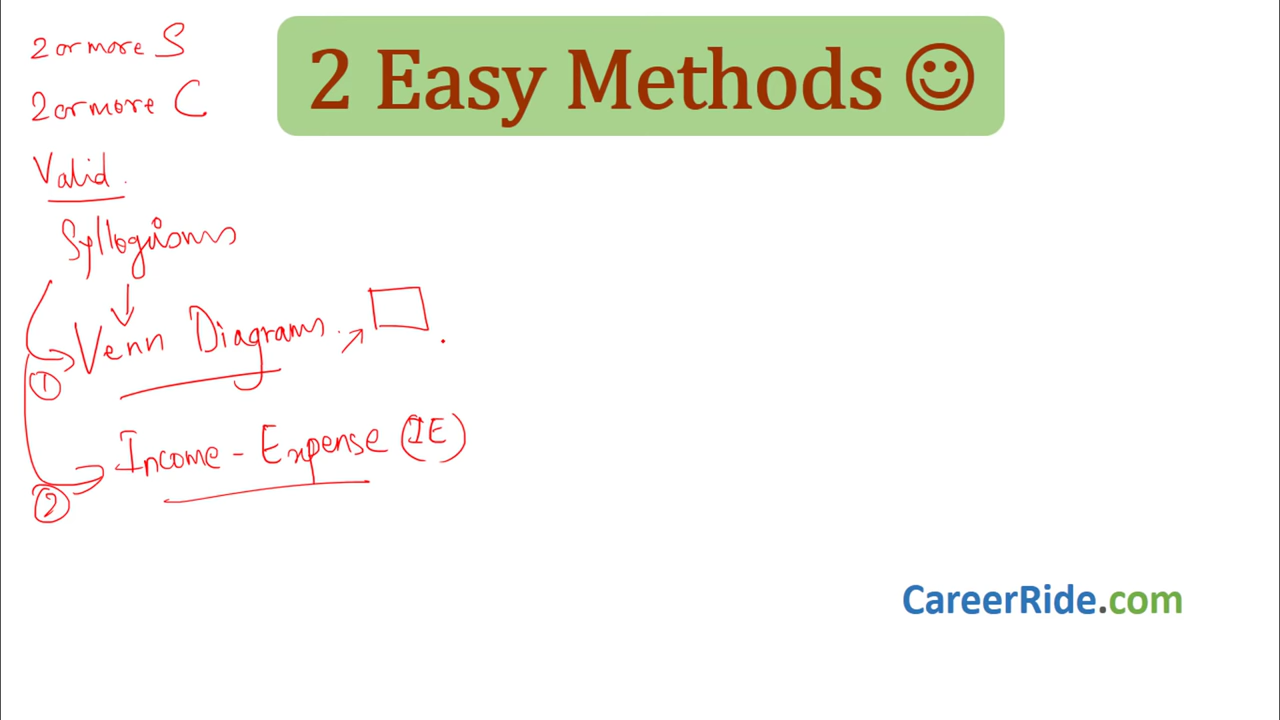 2 or more S
2 Easy Methods ☺
2 or more C
Valid.
Syllogisms
Venn Diagrams.
①
Income - Expense (IE)
②
CareerRide.com